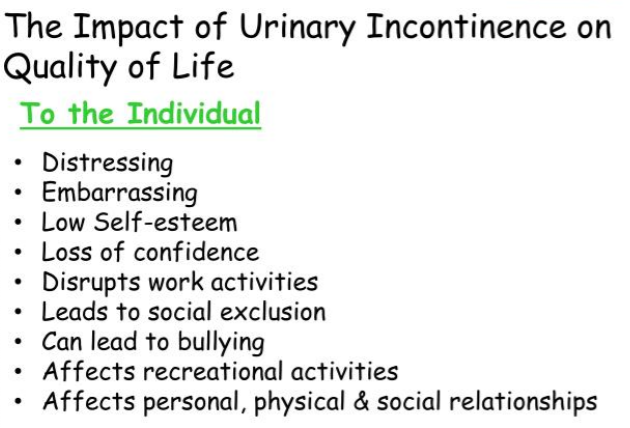 The Impact of Urinary Incontinence on
Quality of Life
To the Individual
• Distressing
• Embarrassing
• Low Self-esteem
• Loss of confidence
• Disrupts work activities
• Leads to social exclusion
• Can lead to bullying
• Affects recreational activities
• Affects personal, physical & social relationships